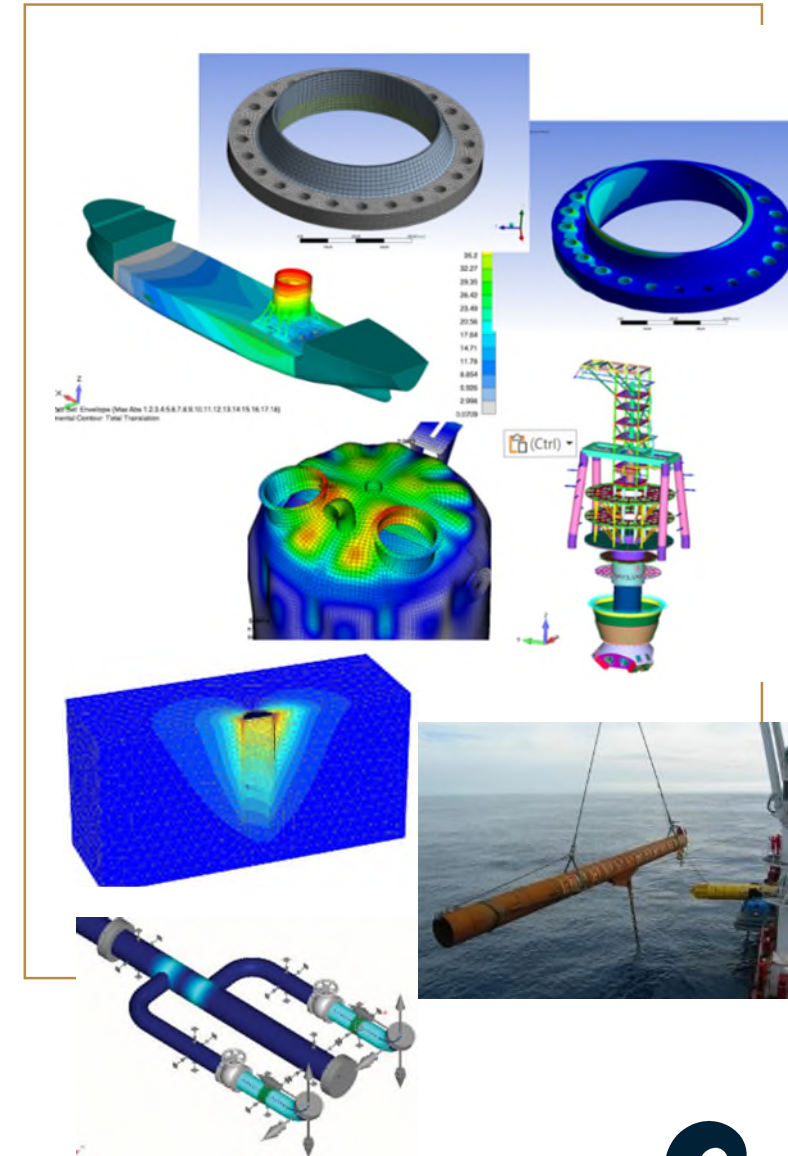 35.2
32.27
29.35
26.42
23.49
20.56
17.64
14.71
11.78
8.854
5.926
2.998
0.0709
Z
X
Set Envelope (Max Abs 1,2,3,4,5,6,7,8,9,10,11,12,13,14,15,16,17,18)
mental Contour: Total Translation
(Ctrl)
Z
Y